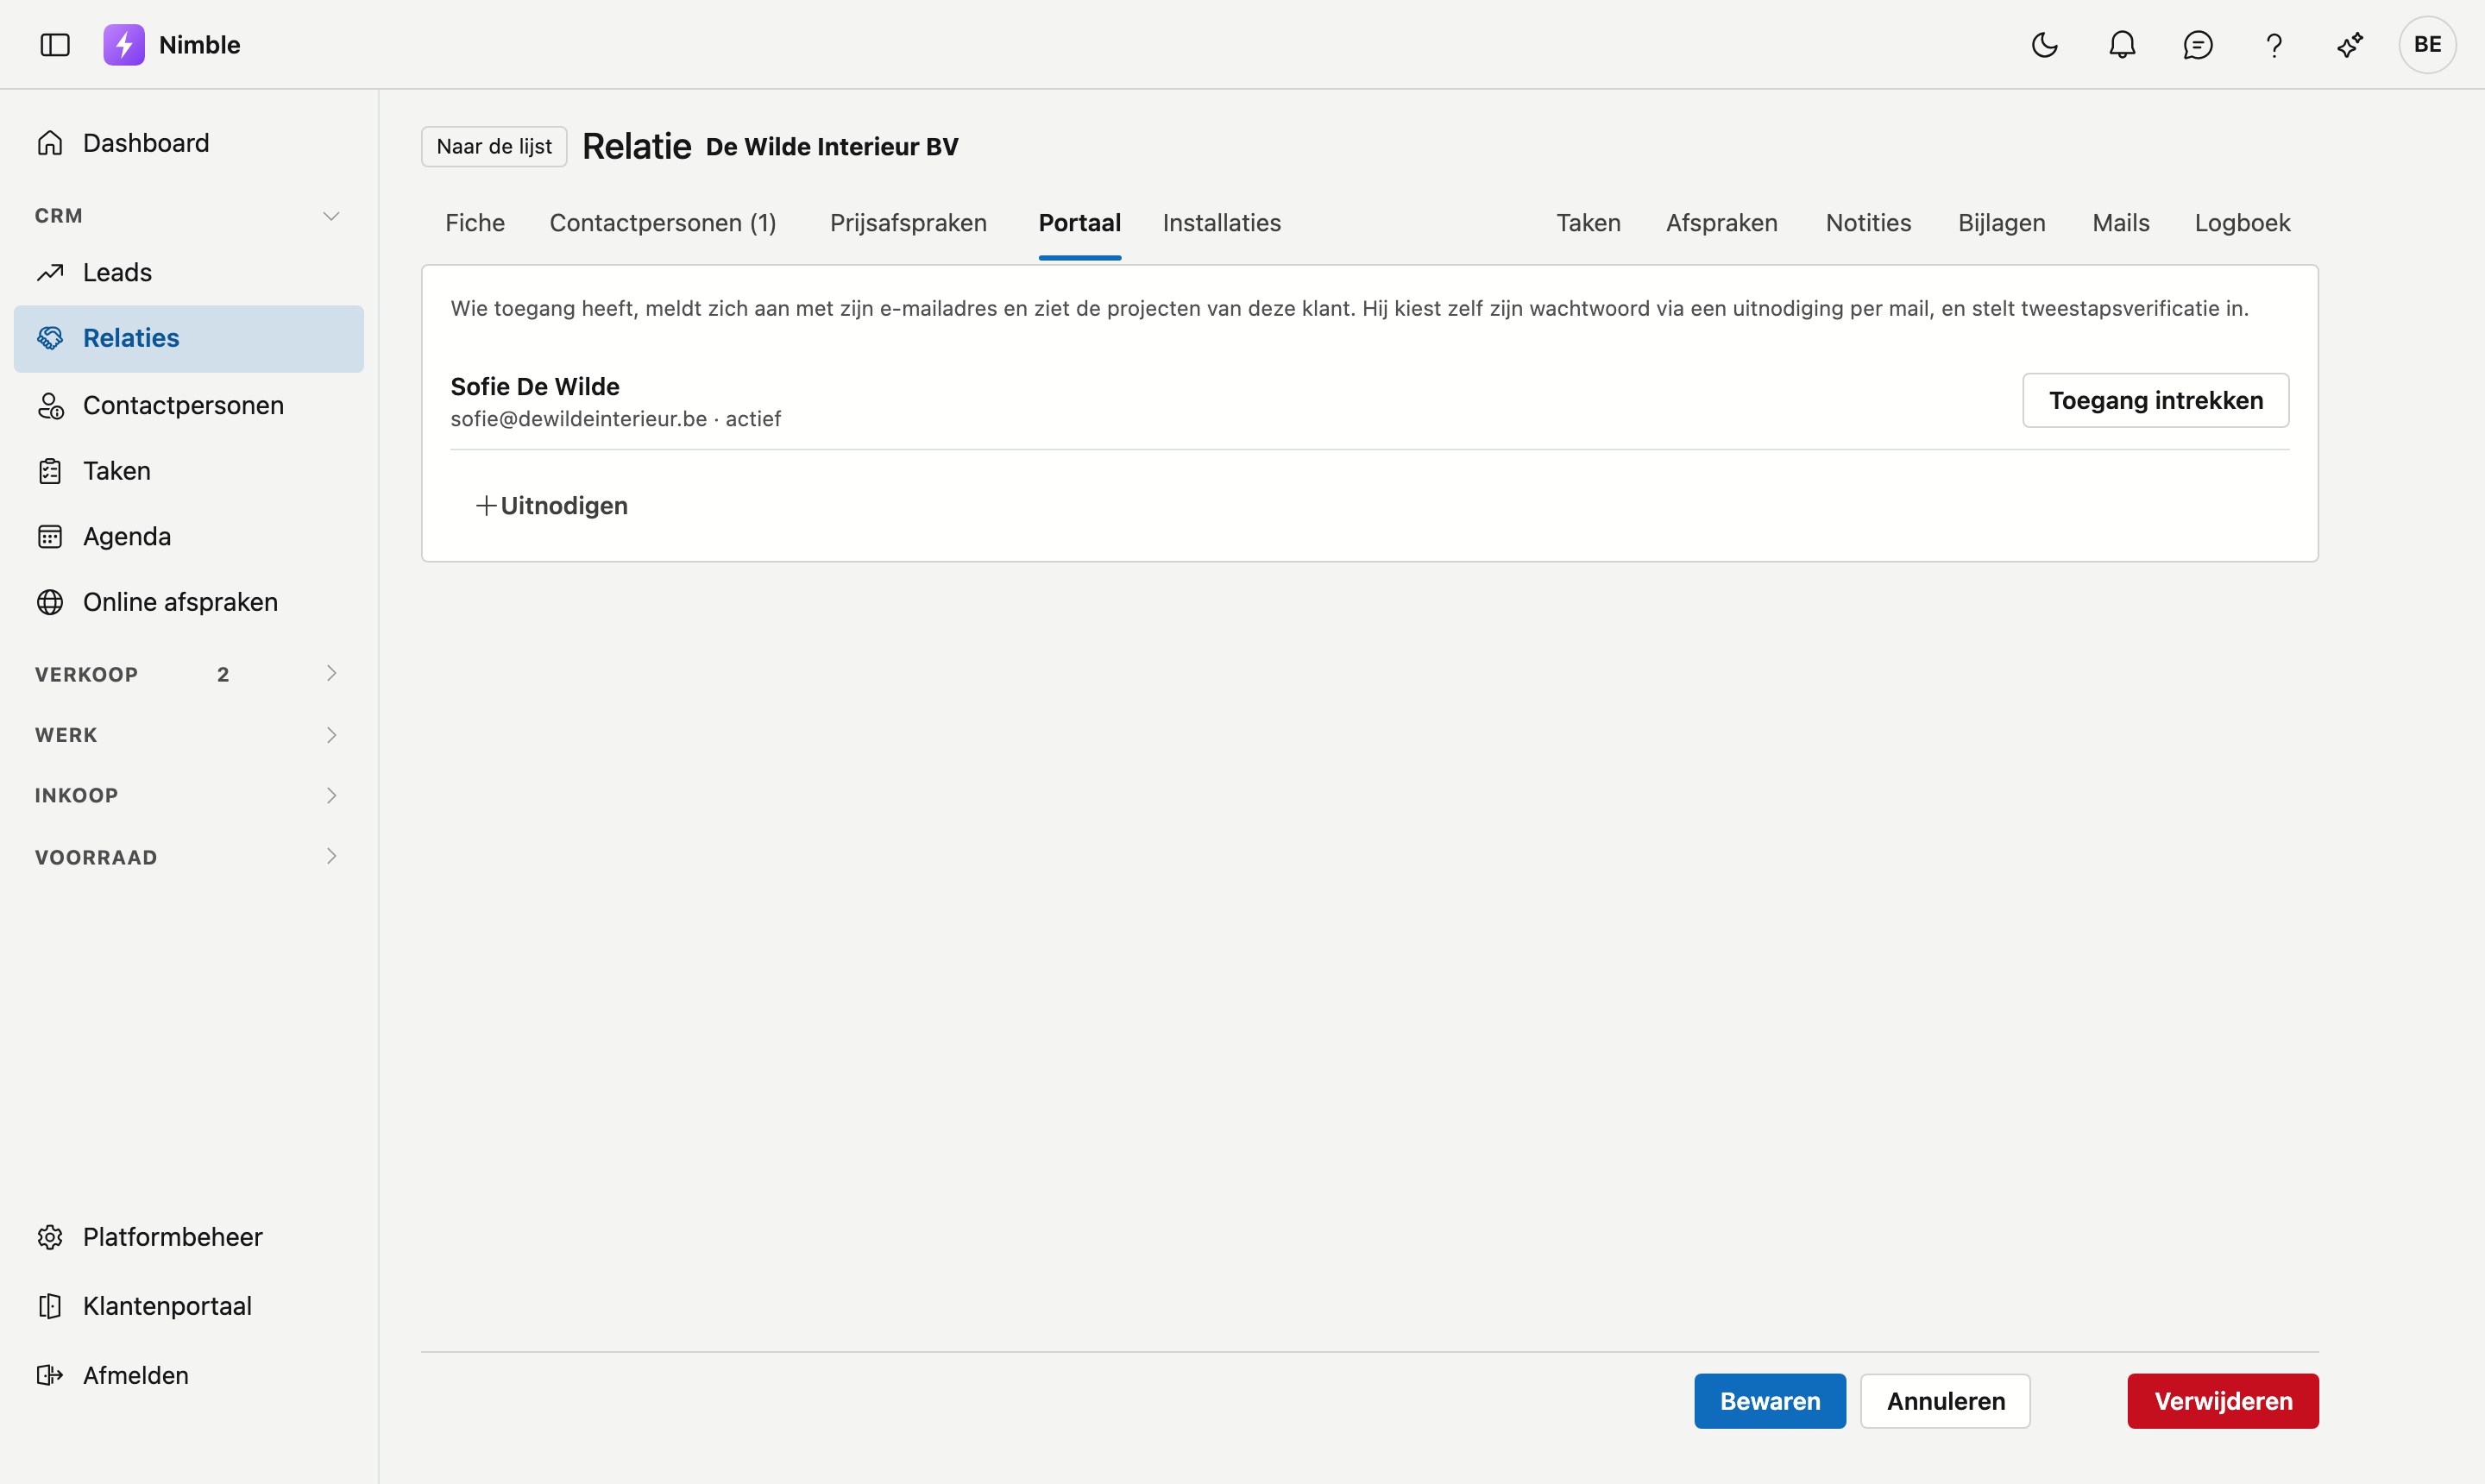 Nimble
BE
Dashboard
CRM
Leads
Relaties
Contactpersonen
Taken
Agenda
Online afspraken
VERKOOP 2
WERK
INKOOP
VOORRAAD
Platformbeheer
Klantenportaal
Afmelden
Naar de lijst Relatie De Wilde Interieur BV
Fiche Contactpersonen (1) Prijsafspraken Portaal Installaties Taken Afspraken Notities Bijlagen Mails Logboek
Wie toegang heeft, meldt zich aan met zijn e-mailadres en ziet de projecten van deze klant. Hij kiest zelf zijn wachtwoord via een uitnodiging per mail, en stelt tweestapsverificatie in.
Sofie De Wilde
sofie@dewildeinterieur.be · actief
Toegang intrekken
+Uitnodigen
Bewaren Annuleren Verwijderen